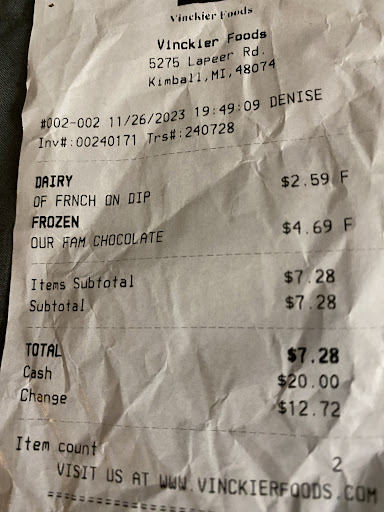 Vinckier Foods
Vinckier Foods
5275 Lapeer Rd.
Kimball,MI,48074
#002-002 11/26/2023 19:49:09 DENISE
Inv#:00240171 Trs#:240728
DAIRY
OF FRNCH ON DIP $2.59 F
FROZEN
OUR FAM CHOCOLATE $4.69 F
Items Subtotal $7.28
Subtotal $7.28
TOTAL $7.28
Cash $20.00
Change $12.72
Item count 2
VISIT US AT WWW.VINCKIERFOODS.COM